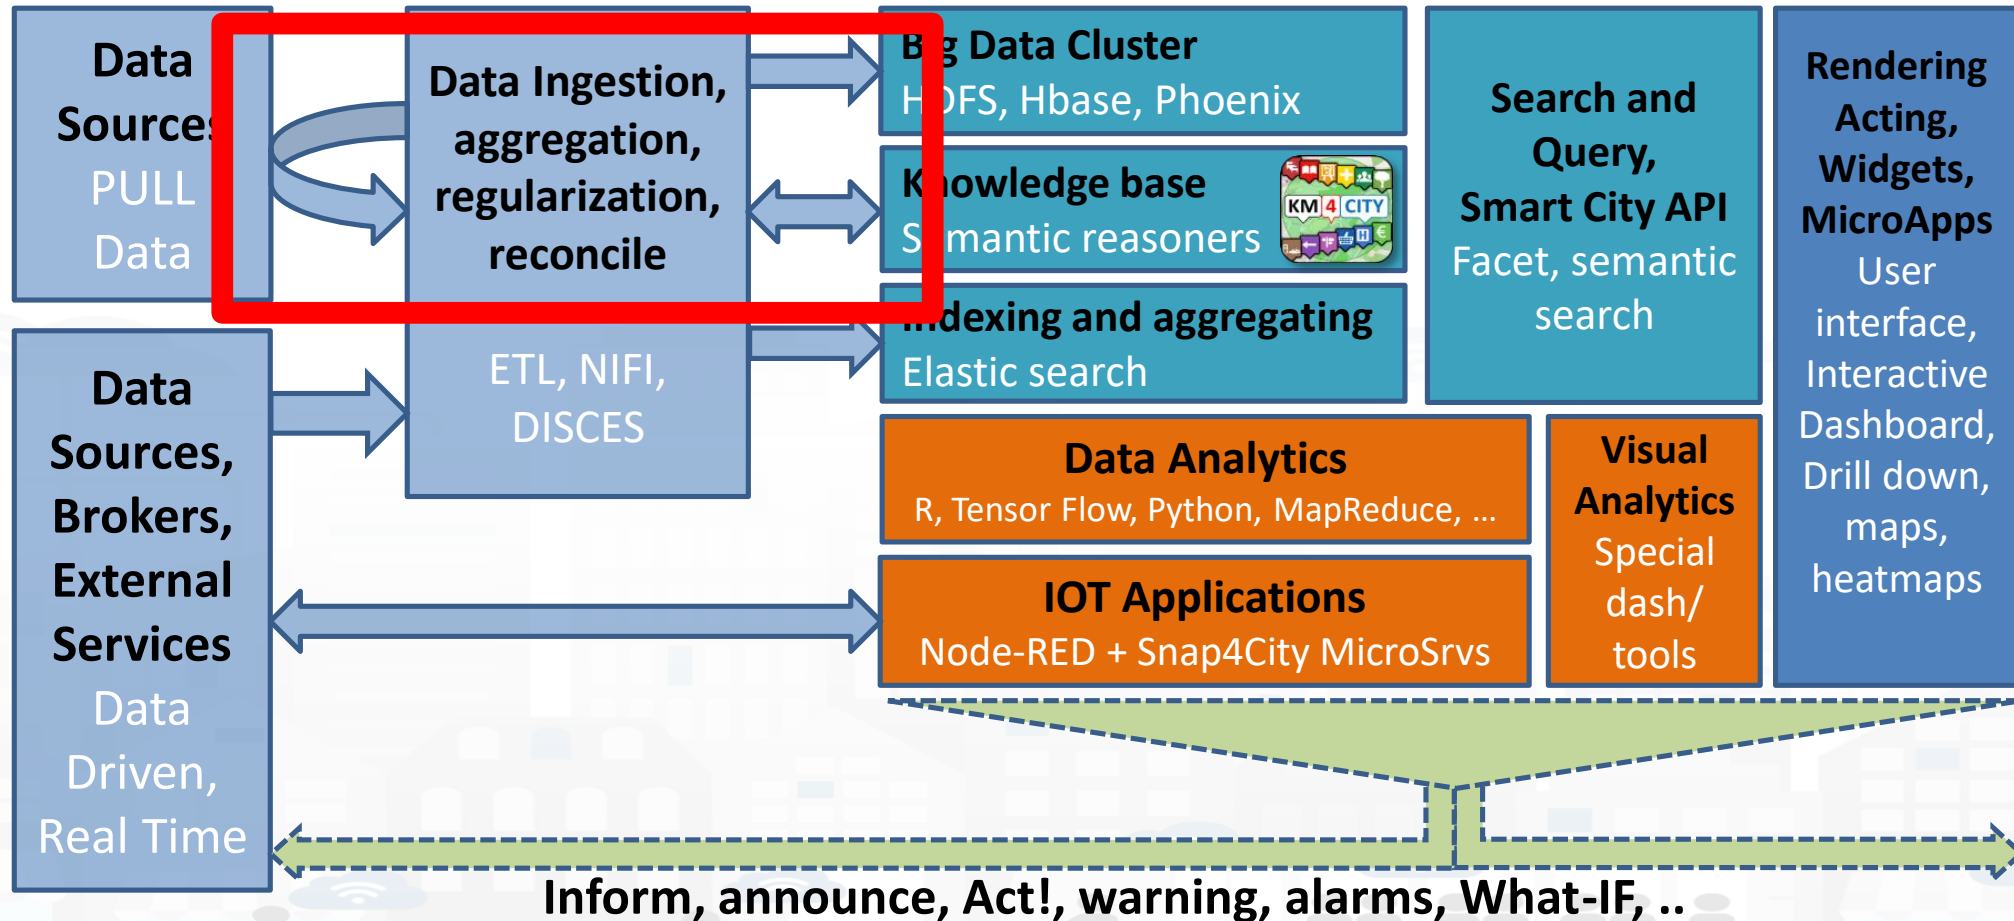 Data
Sources
PULL
Data
Data
Sources,
Brokers,
External
Services
Data
Driven,
Real Time
Data Ingestion,
aggregation,
regularization,
reconcile
ETL, NIFI,
DISCES
Big Data Cluster
HDFS, Hbase, Phoenix
Knowledge base
Semantic reasoners
KM 4 CITY
Indexing and aggregating
Elastic search
Data Analytics
R, Tensor Flow, Python, MapReduce, ...
IOT Applications
Node-RED + Snap4City MicroSrvs
Search and
Query,
Smart City API
Facet, semantic
search
Visual
Analytics
Special
dash/
tools
Rendering
Acting,
Widgets,
MicroApps
User
interface,
Interactive
Dashboard,
Drill down,
maps,
heatmaps
Inform, announce, Act!, warning, alarms, What-IF, ..